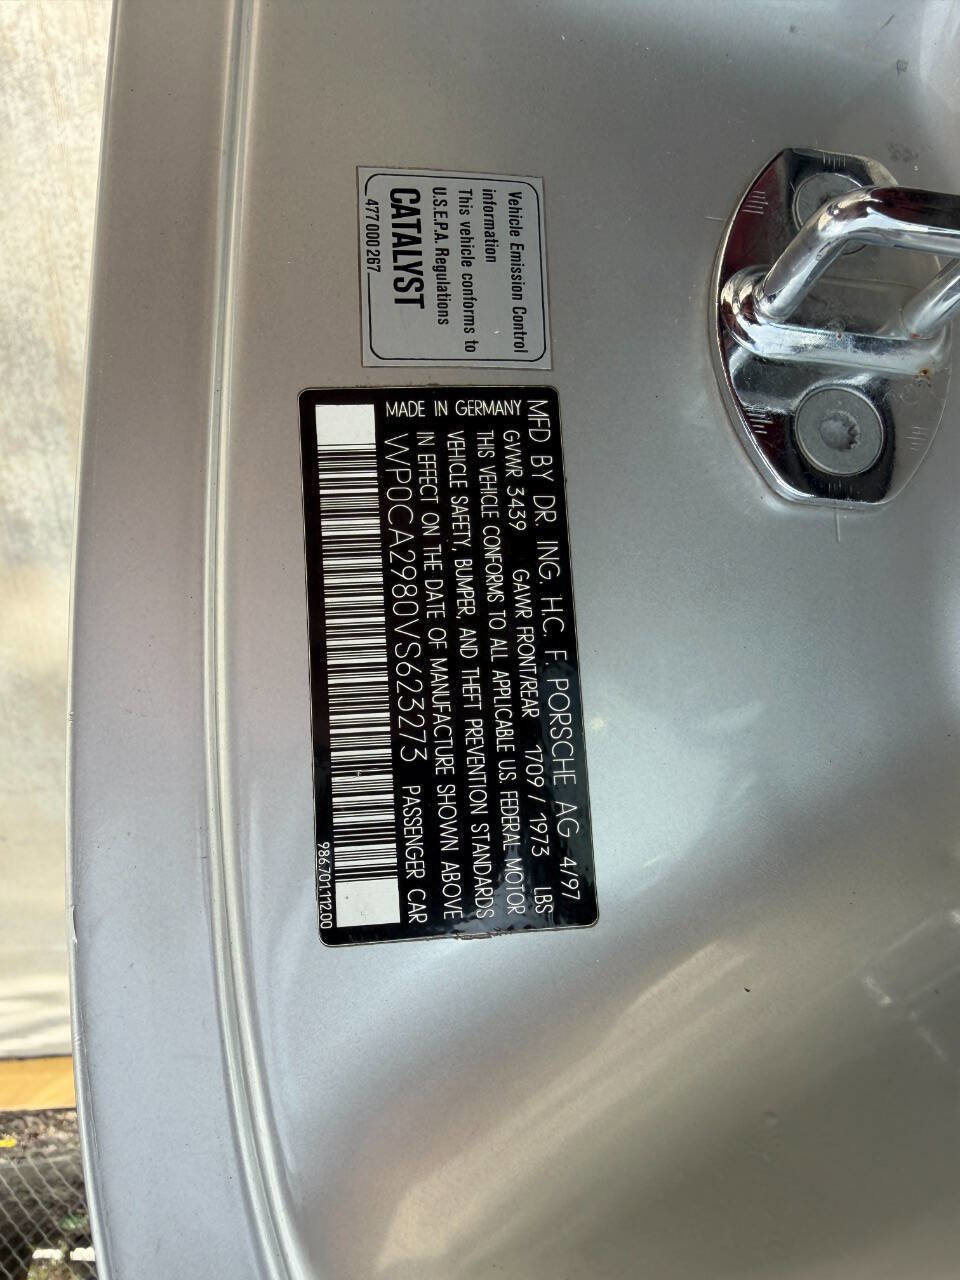 Vehicle Emission Control
information
This vehicle conforms to
U.S.E.P.A. Regulations
CATALYST
477 000 267
MFD BY DR. ING. H.C. F. PORSCHE AG 4/97
GVWR 3439 GAWR FRONT/REAR 1709 / 1973 LBS
THIS VEHICLE CONFORMS TO ALL APPLICABLE U.S. FEDERAL MOTOR
VEHICLE SAFETY, BUMPER, AND THEFT PREVENTION STANDARDS
IN EFFECT ON THE DATE OF MANUFACTURE SHOWN ABOVE
MADE IN GERMANY WP0CA2980VS623273 PASSENGER CAR
986.701.112.00